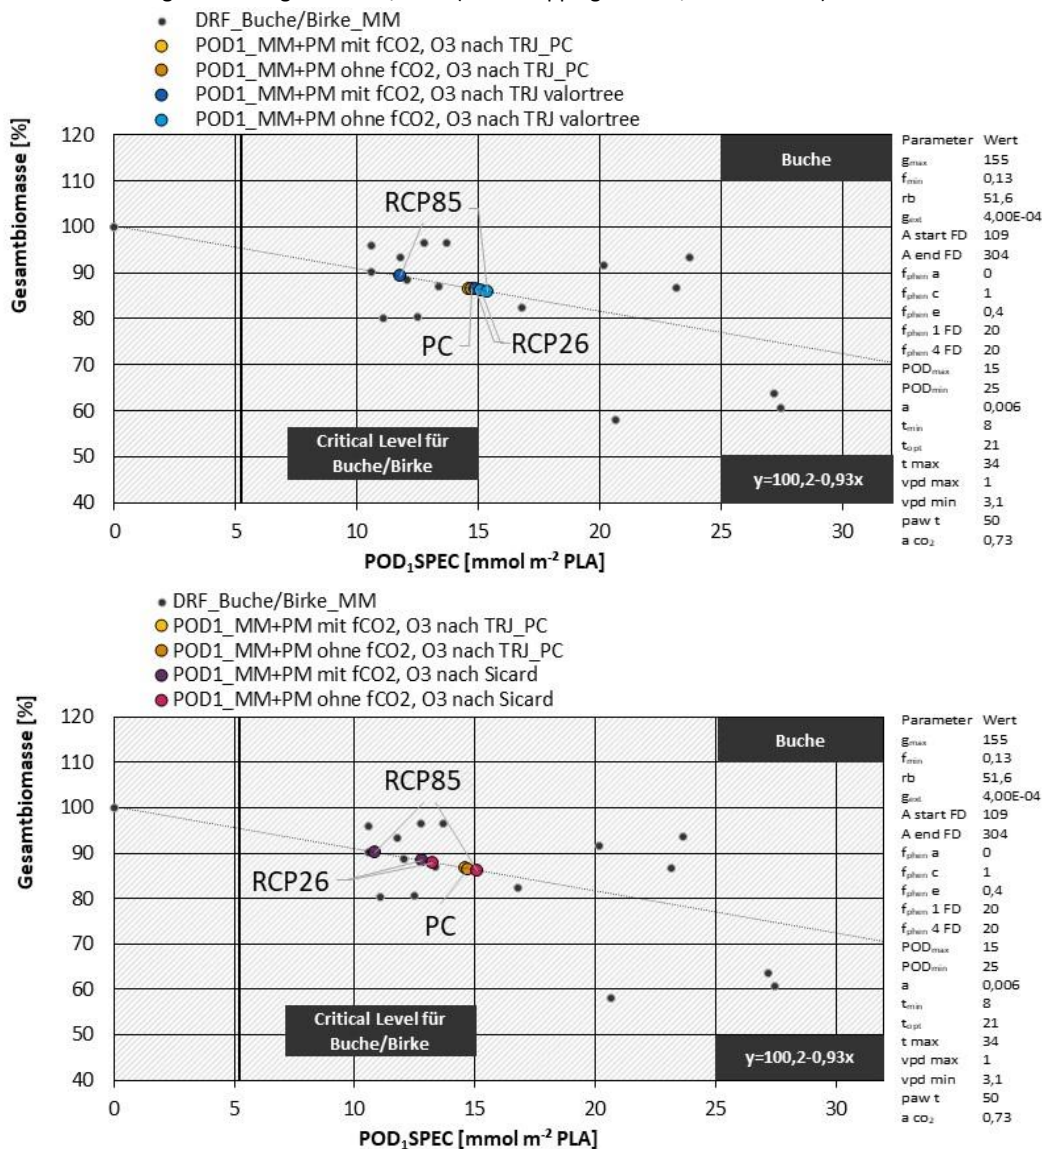 DRF_Buche/Birke_MM
POD1_MM+PM mit fCO2, O3 nach TRJ_PC
POD1_MM+PM ohne fCO2, O3 nach TRJ_PC
POD1_MM+PM mit fCO2, O3 nach TRJ valortree
POD1_MM+PM ohne fCO2, O3 nach TRJ valortree
Gesamtbiomasse [%]
120
110
100
90
80
70
60
50
40
Buche
RCP85
PC
RCP26
Critical Level für
Buche/Birke
y=100,2-0,93x
0 5 10 15 20 25 30
POD₁SPEC [mmol m⁻² PLA]
Parameter Wert
gmax 155
fmin 0,13
rb 51,6
gext 4,00E-04
A start FD 109
A end FD 304
fphen a 0
fphen c 1
fphen e 0,4
fphen 1 FD 20
fphen 4 FD 20
PODmax 15
PODmin 25
a 0,006
tmin 8
topt 21
t max 34
vpd max 1
vpd min 3,1
paw t 50
a co₂ 0,73
DRF_Buche/Birke_MM
POD1_MM+PM mit fCO2, O3 nach TRJ_PC
POD1_MM+PM ohne fCO2, O3 nach TRJ_PC
POD1_MM+PM mit fCO2, O3 nach Sicard
POD1_MM+PM ohne fCO2, O3 nach Sicard
Gesamtbiomasse [%]
120
110
100
90
80
70
60
50
40
Buche
RCP85
RCP26
PC
Critical Level für
Buche/Birke
y=100,2-0,93x
0 5 10 15 20 25 30
POD₁SPEC [mmol m⁻² PLA]
Parameter Wert
gmax 155
fmin 0,13
rb 51,6
gext 4,00E-04
A start FD 109
A end FD 304
fphen a 0
fphen c 1
fphen e 0,4
fphen 1 FD 20
fphen 4 FD 20
PODmax 15
PODmin 25
a 0,006
tmin 8
topt 21
t max 34
vpd max 1
vpd min 3,1
paw t 50
a co₂ 0,73